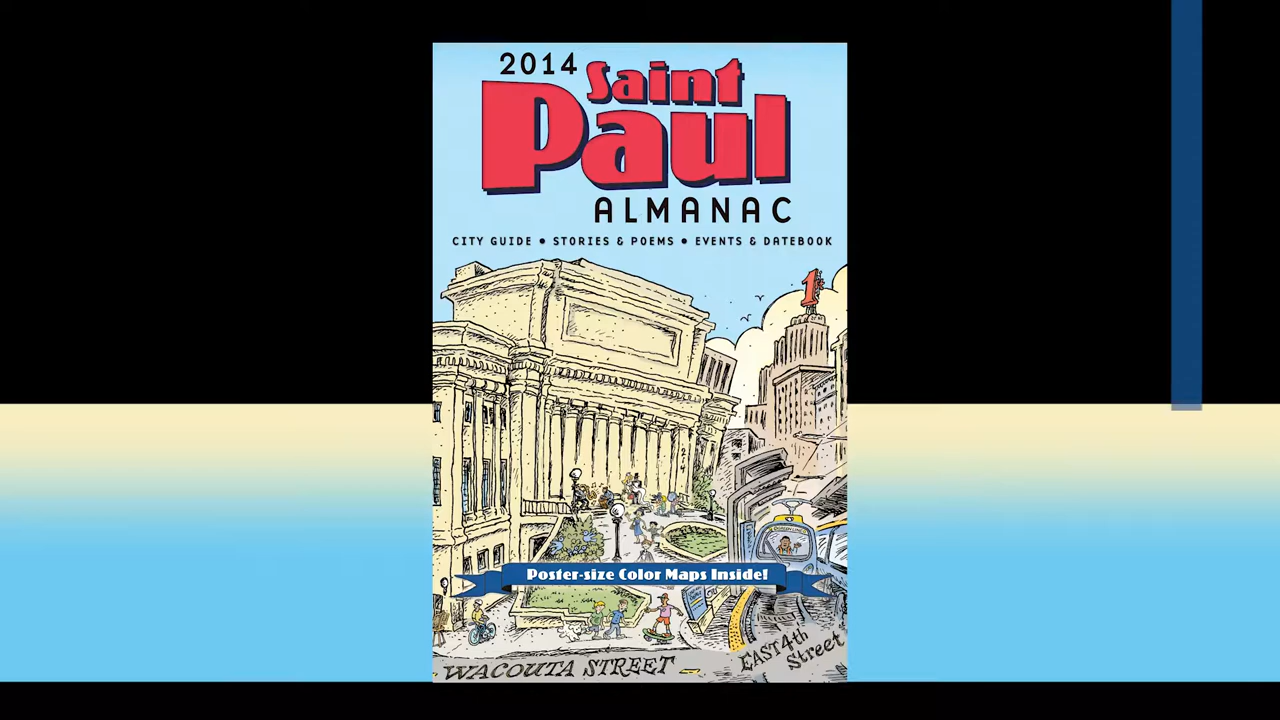 2014 Saint
Paul
ALMANAC
CITY GUIDE • STORIES & POEMS • EVENTS & DATEBOOK
1st
Poster-size Color Maps Inside!
WACOUTA STREET
EAST 4th
Street